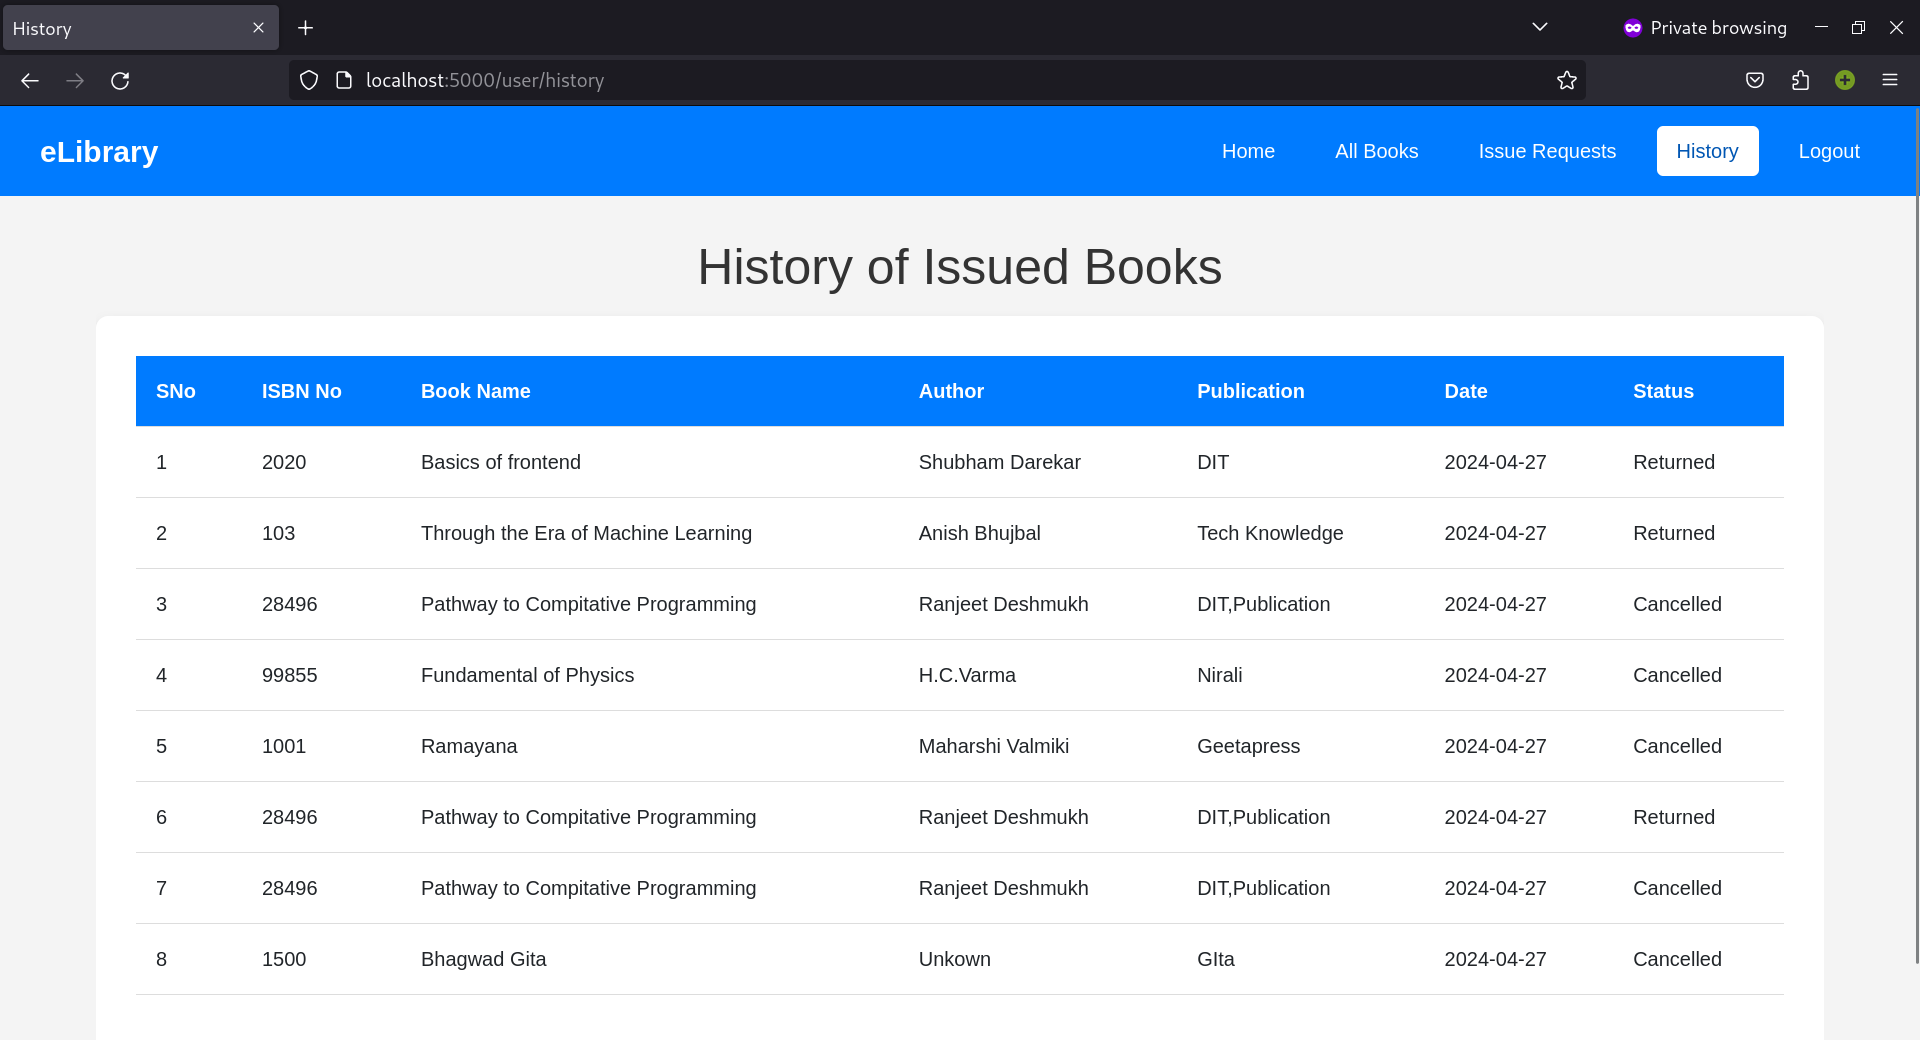 History
Private browsing
localhost:5000/user/history
eLibrary Home All Books Issue Requests History Logout
History of Issued Books
SNo ISBN No Book Name Author Publication Date Status
1 2020 Basics of frontend Shubham Darekar DIT 2024-04-27 Returned
2 103 Through the Era of Machine Learning Anish Bhujbal Tech Knowledge 2024-04-27 Returned
3 28496 Pathway to Compitative Programming Ranjeet Deshmukh DIT,Publication 2024-04-27 Cancelled
4 99855 Fundamental of Physics H.C.Varma Nirali 2024-04-27 Cancelled
5 1001 Ramayana Maharshi Valmiki Geetapress 2024-04-27 Cancelled
6 28496 Pathway to Compitative Programming Ranjeet Deshmukh DIT,Publication 2024-04-27 Returned
7 28496 Pathway to Compitative Programming Ranjeet Deshmukh DIT,Publication 2024-04-27 Cancelled
8 1500 Bhagwad Gita Unkown GIta 2024-04-27 Cancelled